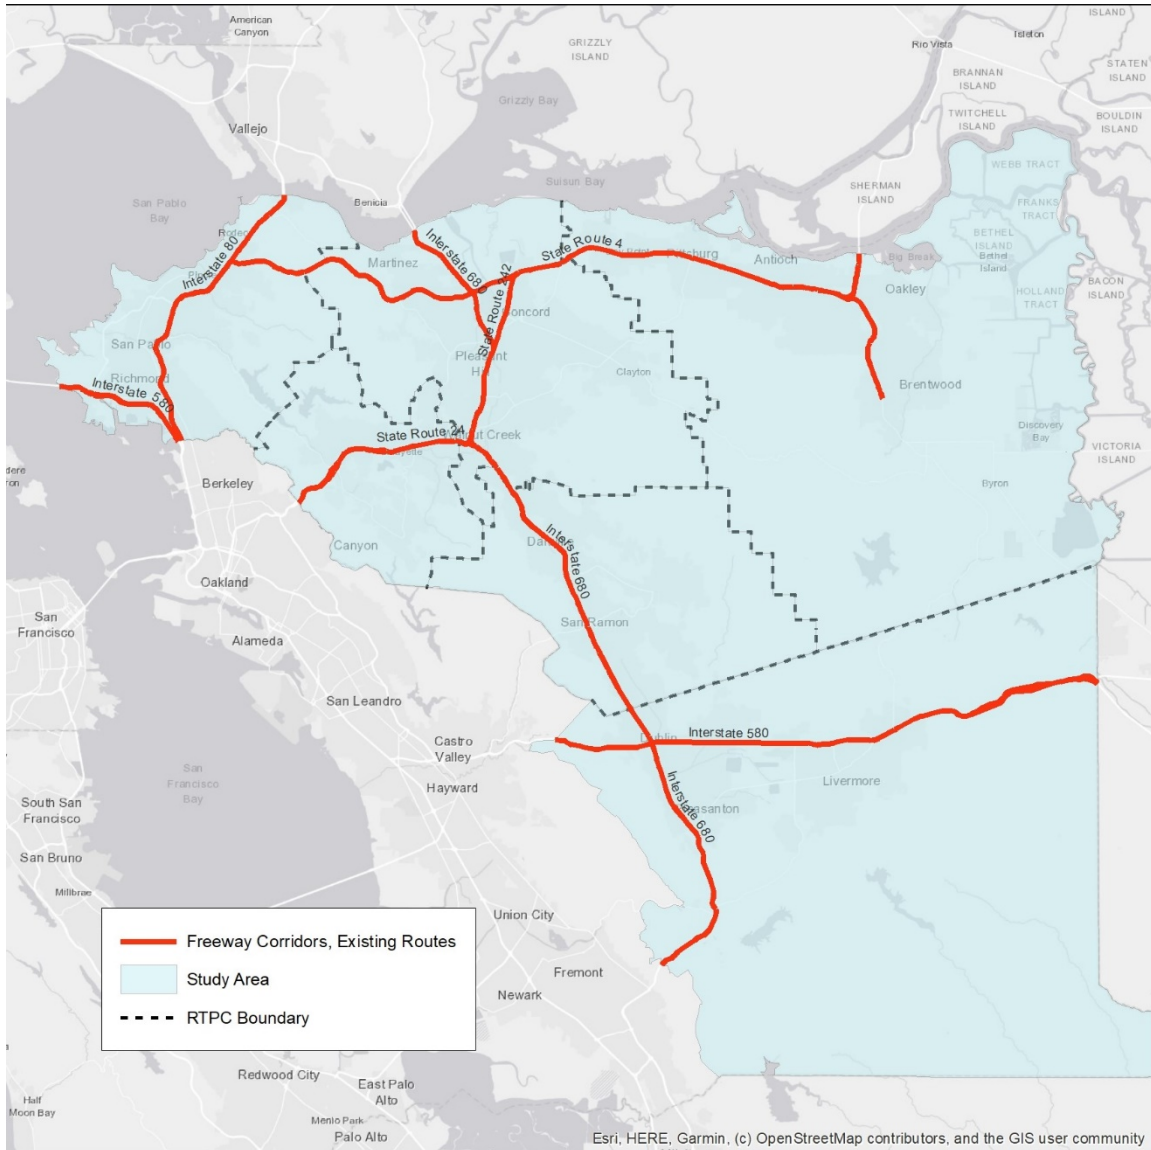 American
Canyon
GRIZZLY
ISLAND
Rio Vista
Isleton
ISLAND
STATEN
ISLAND
BRANNAN
ISLAND
TWITCHELL
ISLAND
BOULDIN
ISLAND
Grizzly Bay
Vallejo
WEBB TRACT
San Pablo
Bay
Benicia
Suisun Bay
SHERMAN
ISLAND
FRANKS
TRACT
Interstate 80
Martinez
Interstate 680
State Route 4
Antioch
Big Break
BETHEL
ISLAND
Bethel
Island
Oakley
HOLLAND
TRACT
BACON
ISLAND
State Route 242
San Pablo
Richmond
Interstate 580
Clayton
Brentwood
Discovery
Bay
VICTORIA
ISLAND
State Route 24
Berkeley
Byron
Canyon
Interstate 680
Oakland
San
Francisco
Alameda
San Ramon
San Leandro
Castro
Valley
Interstate 580
San
Francisco
Bay
Hayward
Interstate 680
Livermore
South San
Francisco
San Bruno
Millbrae
Union City
Fremont
Newark
Freeway Corridors, Existing Routes
Study Area
RTPC Boundary
Redwood City
East Palo
Alto
Half
Moon Bay
Menlo Park
Palo Alto
Esri, HERE, Garmin, (c) OpenStreetMap contributors, and the GIS user community